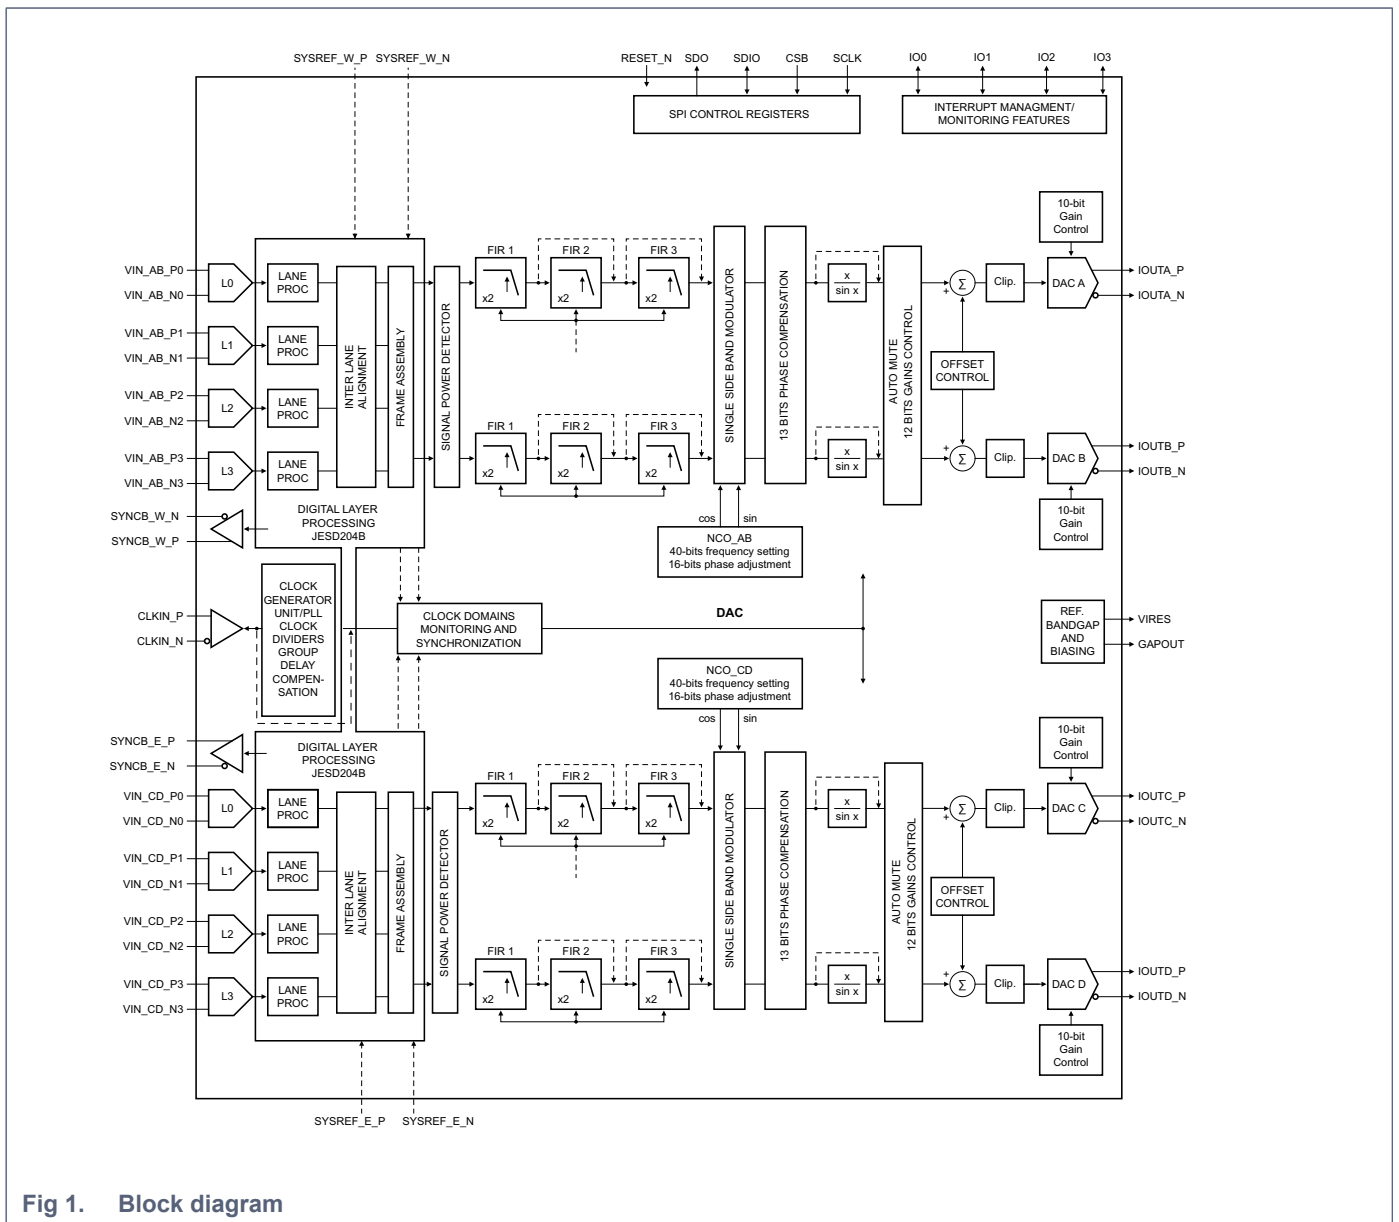 SYSREF_W_P
SYSREF_W_N
RESET_N
SDO
SDIO
CSB
SCLK
IO0
IO1
IO2
IO3
SPI CONTROL REGISTERS
INTERRUPT MANAGMENT/
MONITORING FEATURES
10-bit
Gain
Control
VIN_AB_P0
VIN_AB_N0
VIN_AB_P1
VIN_AB_N1
VIN_AB_P2
VIN_AB_N2
VIN_AB_P3
VIN_AB_N3
SYNCB_W_N
SYNCB_W_P
L0
L1
L2
L3
LANE
PROC
LANE
PROC
LANE
PROC
LANE
PROC
INTER LANE
ALIGNMENT
FRAME ASSEMBLY
DIGITAL LAYER
PROCESSING
JESD204B
SIGNAL POWER DETECTOR
FIR 1
x2
FIR 2
x2
FIR 3
x2
FIR 1
x2
FIR 2
x2
FIR 3
x2
SINGLE SIDE BAND MODULATOR
13 BITS PHASE COMPENSATION
x
sin x
x
sin x
AUTO MUTE
12 BITS GAINS CONTROL
+
Σ
OFFSET
CONTROL
+
Σ
Clip.
Clip.
DAC A
DAC B
IOUTA_P
IOUTA_N
IOUTB_P
IOUTB_N
10-bit
Gain
Control
cos
sin
NCO_AB
40-bits frequency setting
16-bits phase adjustment
CLKIN_P
CLKIN_N
CLOCK
GENERATOR
UNIT/PLL
CLOCK
DIVIDERS
GROUP
DELAY
COMPEN-
SATION
CLOCK DOMAINS
MONITORING AND
SYNCHRONIZATION
DAC
REF.
BANDGAP
AND
BIASING
VIRES
GAPOUT
NCO_CD
40-bits frequency setting
16-bits phase adjustment
cos
sin
10-bit
Gain
Control
SYNCB_E_P
SYNCB_E_N
VIN_CD_P0
VIN_CD_N0
VIN_CD_P1
VIN_CD_N1
VIN_CD_P2
VIN_CD_N2
VIN_CD_P3
VIN_CD_N3
L0
L1
L2
L3
DIGITAL LAYER
PROCESSING
JESD204B
LANE
PROC
LANE
PROC
LANE
PROC
LANE
PROC
INTER LANE
ALIGNMENT
FRAME ASSEMBLY
SIGNAL POWER DETECTOR
FIR 1
x2
FIR 2
x2
FIR 3
x2
FIR 1
x2
FIR 2
x2
FIR 3
x2
SINGLE SIDE BAND MODULATOR
13 BITS PHASE COMPENSATION
x
sin x
x
sin x
AUTO MUTE
12 BITS GAINS CONTROL
+
Σ
OFFSET
CONTROL
+
Σ
Clip.
Clip.
DAC C
DAC D
IOUTC_P
IOUTC_N
IOUTD_P
IOUTD_N
10-bit
Gain
Control
SYSREF_E_P
SYSREF_E_N
Fig 1. Block diagram